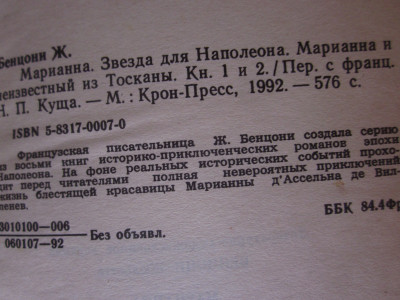 Бенцони Ж.
Марианна. Звезда для Наполеона. Марианна и
неизвестный из Тосканы. Кн. 1 и 2./Пер. с франц.
Н. П. Куща. — М.: Крон-Пресс, 1992. — 576 с.
ISBN 5-8317-0007-0
Французская писательница Ж. Бенцони создала серию
из восьми книг историко-приключенческих романов эпохи
Наполеона. На фоне реальных исторических событий прохо-
дит перед читателями полная невероятных приключений
жизнь блестящей красавицы Марианны д'Ассельна де Вил-
ленев.
3010100—006
060107—92
Без объявл.
ББК 84.4Фр